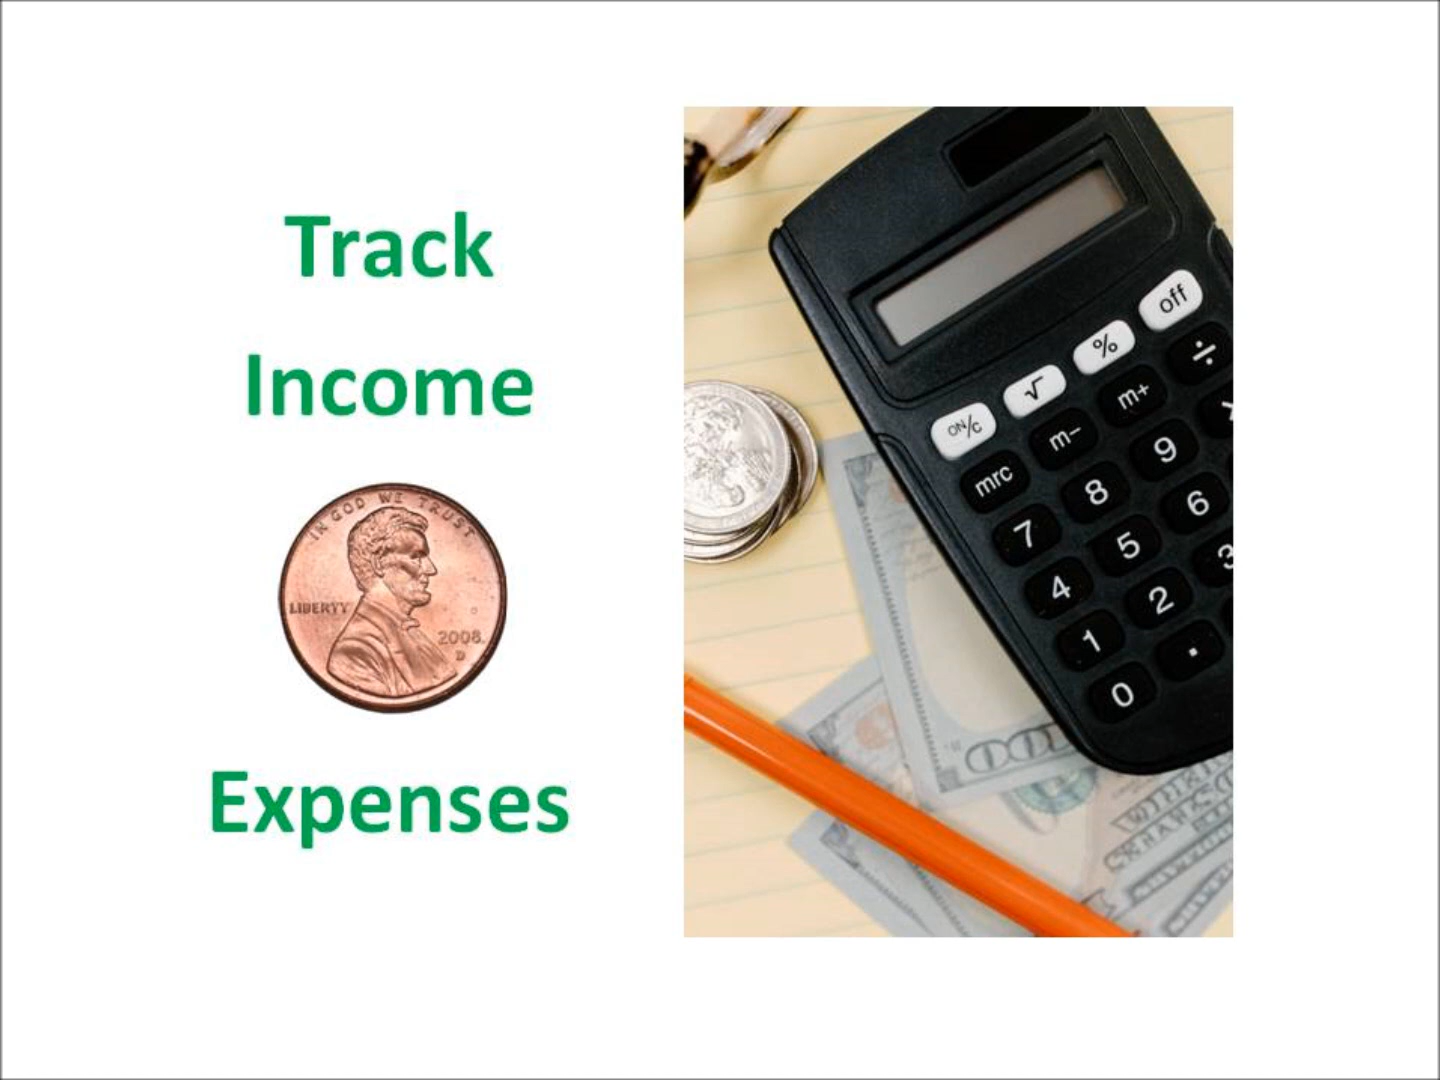 Track
Income
IN GOD WE TRUST
LIBERTY
2008
D
Expenses
off
%
÷
√
m+
ON/C
m−
9
mrc
8
6
7
5
3
4
2
1
.
0